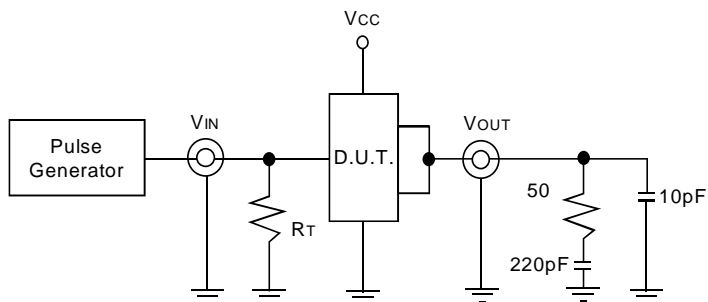 VCC
VIN
VOUT
Pulse
Generator
D.U.T.
RT
50
10pF
220pF